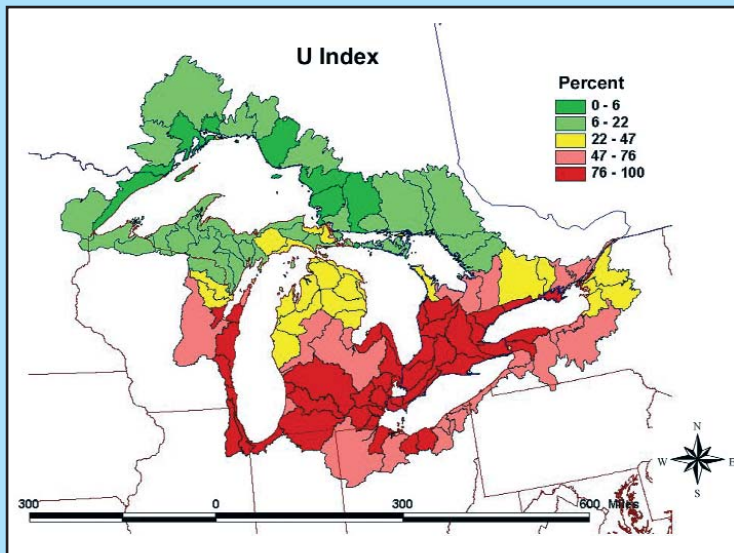 U Index
Percent
0 - 6
6 - 22
22 - 47
47 - 76
76 - 100
N
W E
S
300 0 300 600 Miles